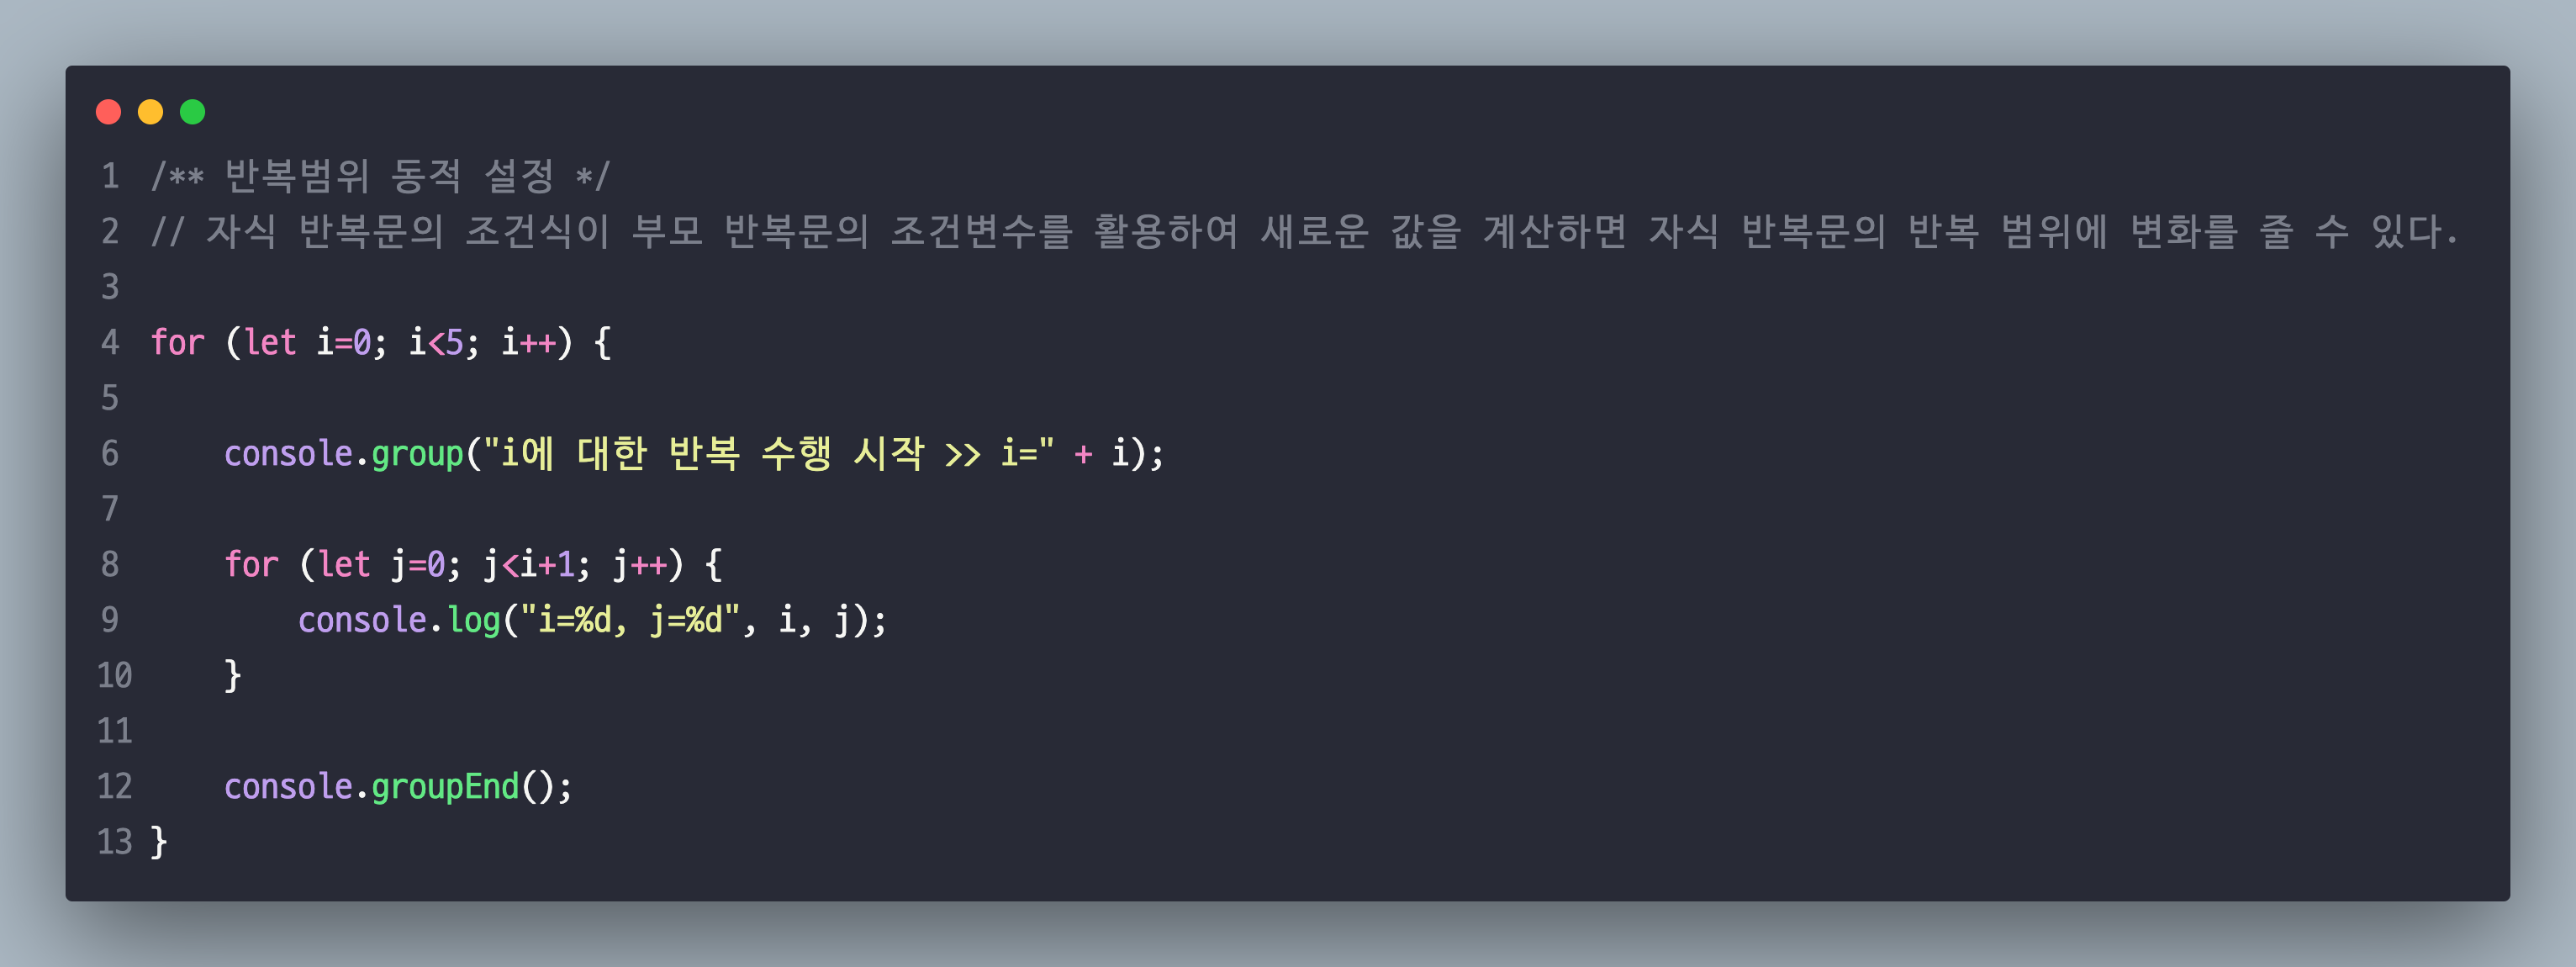 1 /** 반복범위 동적 설정 */
2 // 자식 반복문의 조건식이 부모 반복문의 조건변수를 활용하여 새로운 값을 계산하면 자식 반복문의 반복 범위에 변화를 줄 수 있다.
3
4 for (let i=0; i<5; i++) {
5
6     console.group("i에 대한 반복 수행 시작 >> i=" + i);
7
8     for (let j=0; j<i+1; j++) {
9         console.log("i=%d, j=%d", i, j);
10     }
11
12     console.groupEnd();
13 }